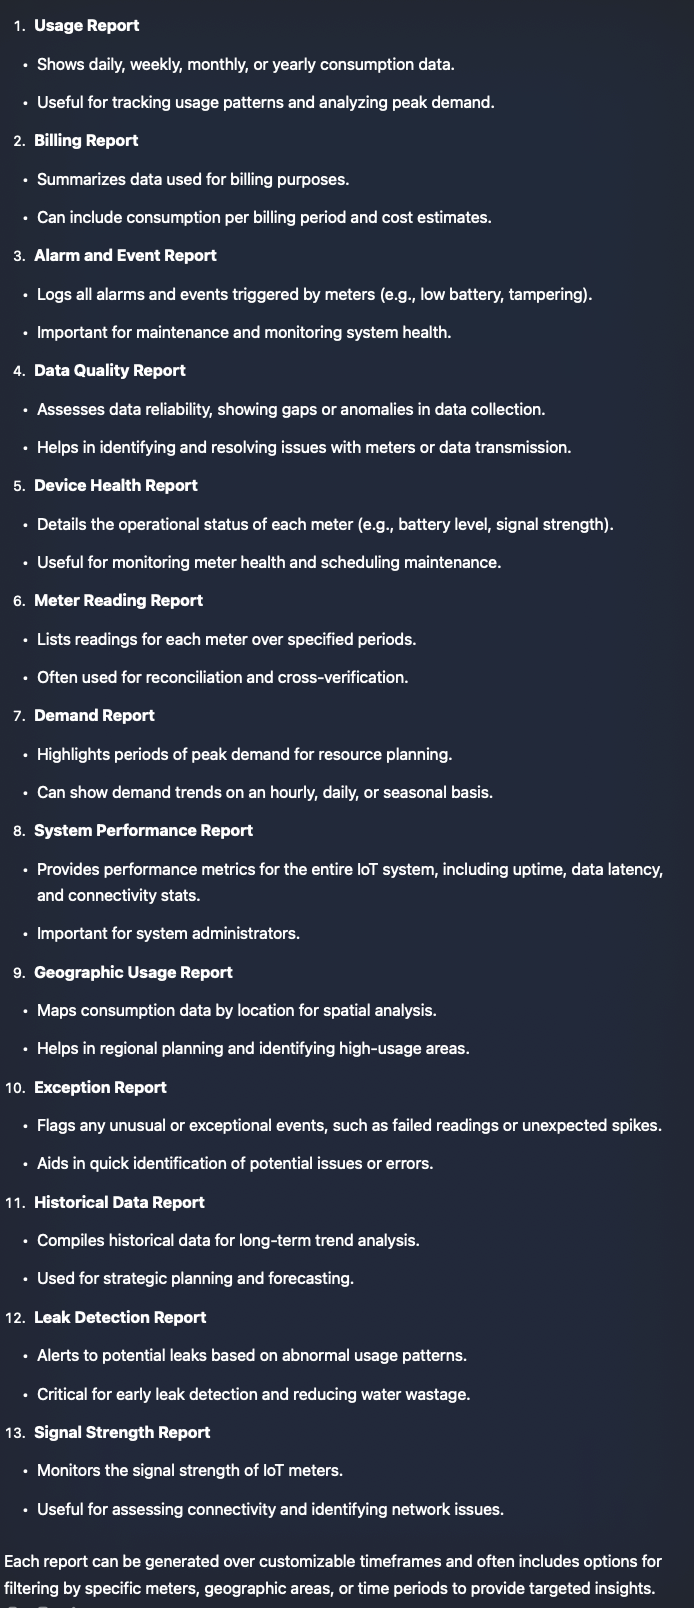 1. Usage Report
• Shows daily, weekly, monthly, or yearly consumption data.
• Useful for tracking usage patterns and analyzing peak demand.
2. Billing Report
• Summarizes data used for billing purposes.
• Can include consumption per billing period and cost estimates.
3. Alarm and Event Report
• Logs all alarms and events triggered by meters (e.g., low battery, tampering).
• Important for maintenance and monitoring system health.
4. Data Quality Report
• Assesses data reliability, showing gaps or anomalies in data collection.
• Helps in identifying and resolving issues with meters or data transmission.
5. Device Health Report
• Details the operational status of each meter (e.g., battery level, signal strength).
• Useful for monitoring meter health and scheduling maintenance.
6. Meter Reading Report
• Lists readings for each meter over specified periods.
• Often used for reconciliation and cross-verification.
7. Demand Report
• Highlights periods of peak demand for resource planning.
• Can show demand trends on an hourly, daily, or seasonal basis.
8. System Performance Report
• Provides performance metrics for the entire IoT system, including uptime, data latency,
and connectivity stats.
• Important for system administrators.
9. Geographic Usage Report
• Maps consumption data by location for spatial analysis.
• Helps in regional planning and identifying high-usage areas.
10. Exception Report
• Flags any unusual or exceptional events, such as failed readings or unexpected spikes.
• Aids in quick identification of potential issues or errors.
11. Historical Data Report
• Compiles historical data for long-term trend analysis.
• Used for strategic planning and forecasting.
12. Leak Detection Report
• Alerts to potential leaks based on abnormal usage patterns.
• Critical for early leak detection and reducing water wastage.
13. Signal Strength Report
• Monitors the signal strength of IoT meters.
• Useful for assessing connectivity and identifying network issues.
Each report can be generated over customizable timeframes and often includes options for
filtering by specific meters, geographic areas, or time periods to provide targeted insights.